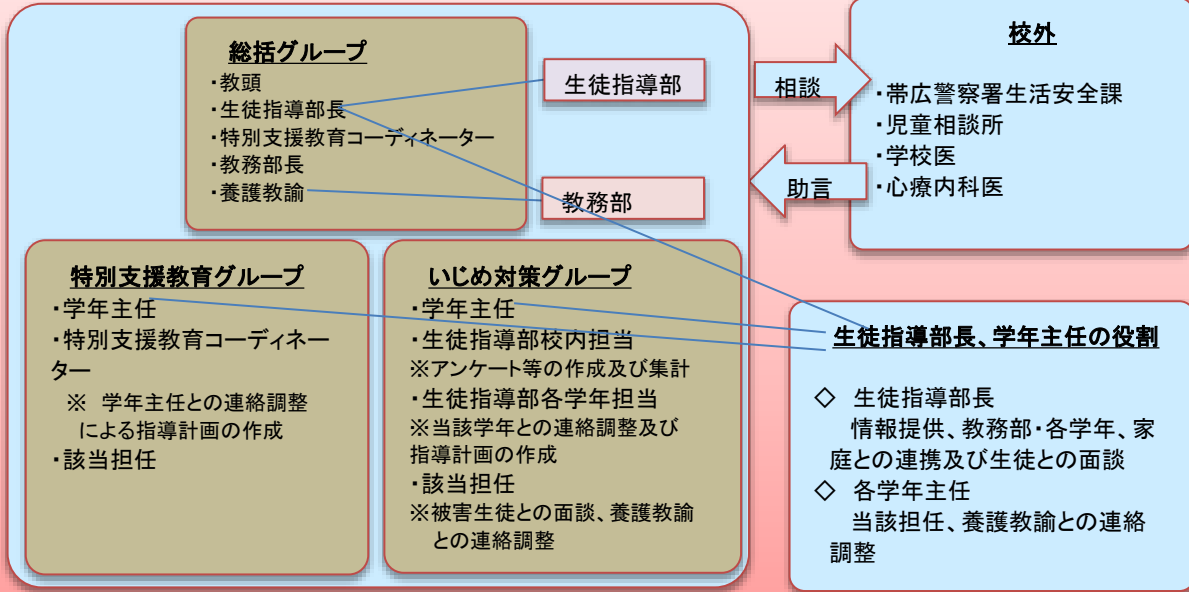 総括グループ
・教頭
・生徒指導部長
・特別支援教育コーディネーター
・教務部長
・養護教諭
生徒指導部
教務部
相談
助言
校外
・帯広警察署生活安全課
・児童相談所
・学校医
・心療内科医
特別支援教育グループ
・学年主任
・特別支援教育コーディネー
ター
※ 学年主任との連絡調整
による指導計画の作成
・該当担任
いじめ対策グループ
・学年主任
・生徒指導部校内担当
※アンケート等の作成及び集計
・生徒指導部各学年担当
※当該学年との連絡調整及び
指導計画の作成
・該当担任
※被害生徒との面談、養護教諭
との連絡調整
生徒指導部長、学年主任の役割
◇ 生徒指導部長
情報提供、教務部・各学年、家
庭との連携及び生徒との面談
◇ 各学年主任
当該担任、養護教諭との連絡
調整